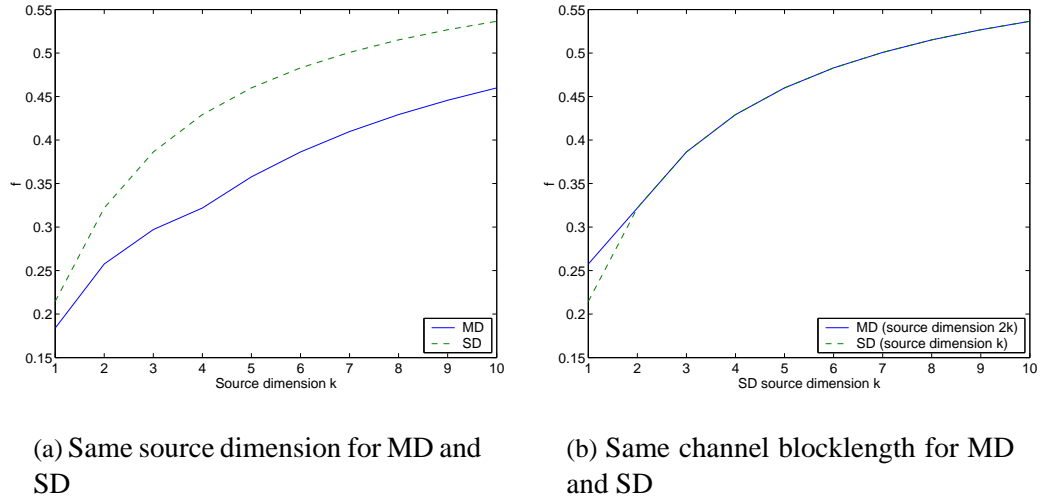 0.55
0.5
0.45
0.4
0.35
0.3
0.25
0.2
0.15
f
1 2 3 4 5 6 7 8 9 10
Source dimension k
MD
SD
(a) Same source dimension for MD and
SD
0.55
0.5
0.45
0.4
0.35
0.3
0.25
0.2
0.15
f
1 2 3 4 5 6 7 8 9 10
SD source dimension k
MD (source dimension 2k)
SD (source dimension k)
(b) Same channel blocklength for MD
and SD